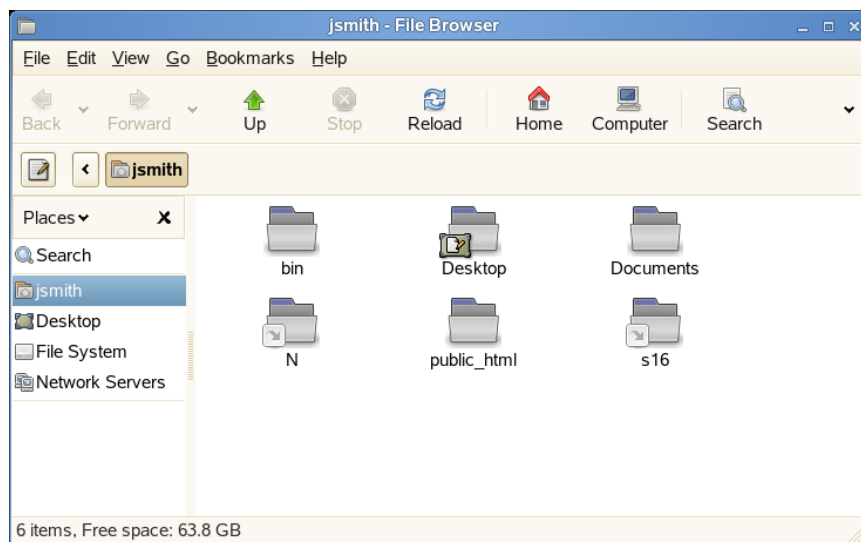 jsmith - File Browser
File Edit View Go Bookmarks Help
Back Forward Up Stop Reload Home Computer Search
jsmith
Places
Search
jsmith
Desktop
File System
Network Servers
bin Desktop Documents
N public_html s16
6 items, Free space: 63.8 GB